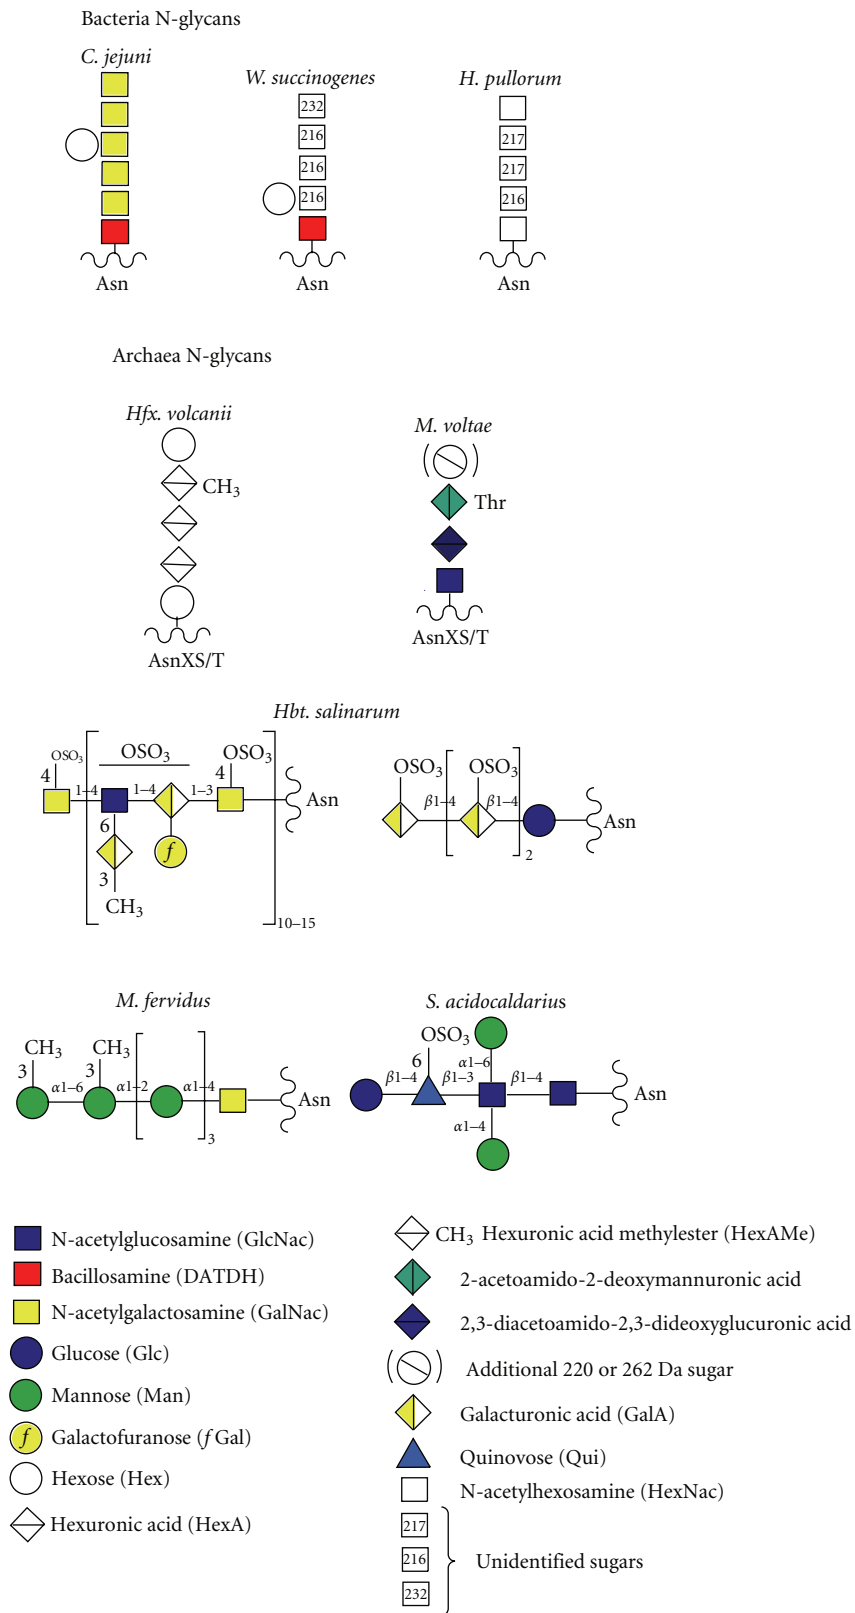 Bacteria N-glycans
C. jejuni
W. succinogenes
H. pullorum
232
216
216
216
217
217
216
Asn
Asn
Asn
Archaea N-glycans
Hfx. volcanii
M. voltae
CH3
Thr
AsnXS/T
AsnXS/T
Hbt. salinarum
OSO3
OSO3
OSO3
4
4
1–4
1–4
1–3
Asn
6
f
3
CH3
10–15
OSO3
OSO3
β1–4
β1–4
Asn
2
M. fervidus
CH3
CH3
3
3
α1–6
α1–2
α1–4
Asn
3
S. acidocaldarius
OSO3
6
α1–6
β1–4
β1–3
β1–4
Asn
α1–4
N-acetylglucosamine (GlcNac)
Bacillosamine (DATDH)
N-acetylgalactosamine (GalNac)
Glucose (Glc)
Mannose (Man)
f Galactofuranose (f Gal)
Hexose (Hex)
Hexuronic acid (HexA)
CH3 Hexuronic acid methylester (HexAMe)
2-acetoamido-2-deoxymannuronic acid
2,3-diacetoamido-2,3-dideoxyglucuronic acid
Additional 220 or 262 Da sugar
Galacturonic acid (GalA)
Quinovose (Qui)
N-acetylhexosamine (HexNac)
217
216
232
Unidentified sugars